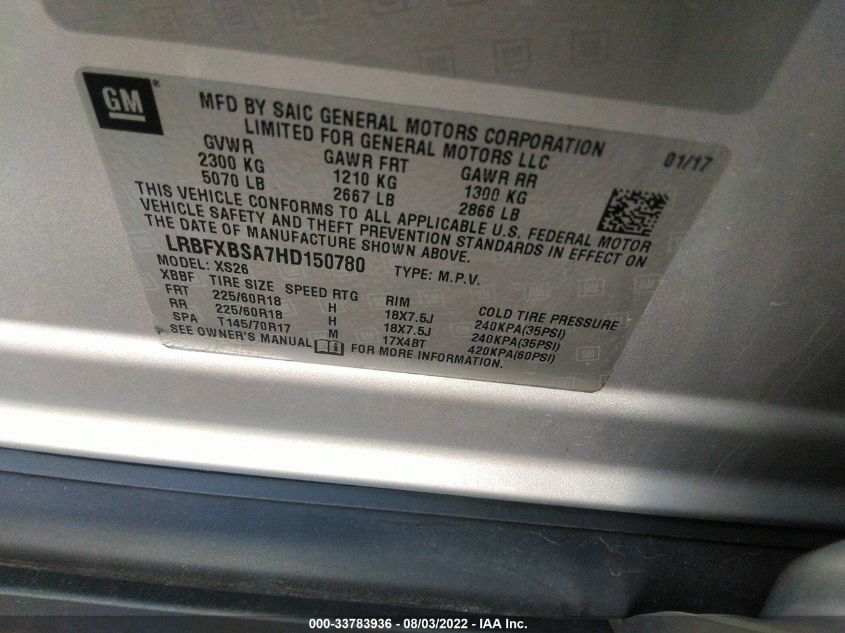 GM®
MFD BY SAIC GENERAL MOTORS CORPORATION
LIMITED FOR GENERAL MOTORS LLC
01/17
GVWR GAWR FRT GAWR RR
2300 KG 1210 KG 1300 KG
5070 LB 2667 LB 2866 LB
THIS VEHICLE CONFORMS TO ALL APPLICABLE U.S. FEDERAL MOTOR
VEHICLE SAFETY AND THEFT PREVENTION STANDARDS IN EFFECT ON
THE DATE OF MANUFACTURE SHOWN ABOVE.
LRBFXBSA7HD150780 TYPE: M.P.V.
MODEL: XS26
XBBF TIRE SIZE SPEED RTG RIM COLD TIRE PRESSURE
FRT 225/60R18 H 18X7.5J 240KPA(35PSI)
RR 225/60R18 H 18X7.5J 240KPA(35PSI)
SPA T145/70R17 M 17X4BT 420KPA(60PSI)
SEE OWNER'S MANUAL FOR MORE INFORMATION.
000-33783936 - 08/03/2022 - IAA Inc.